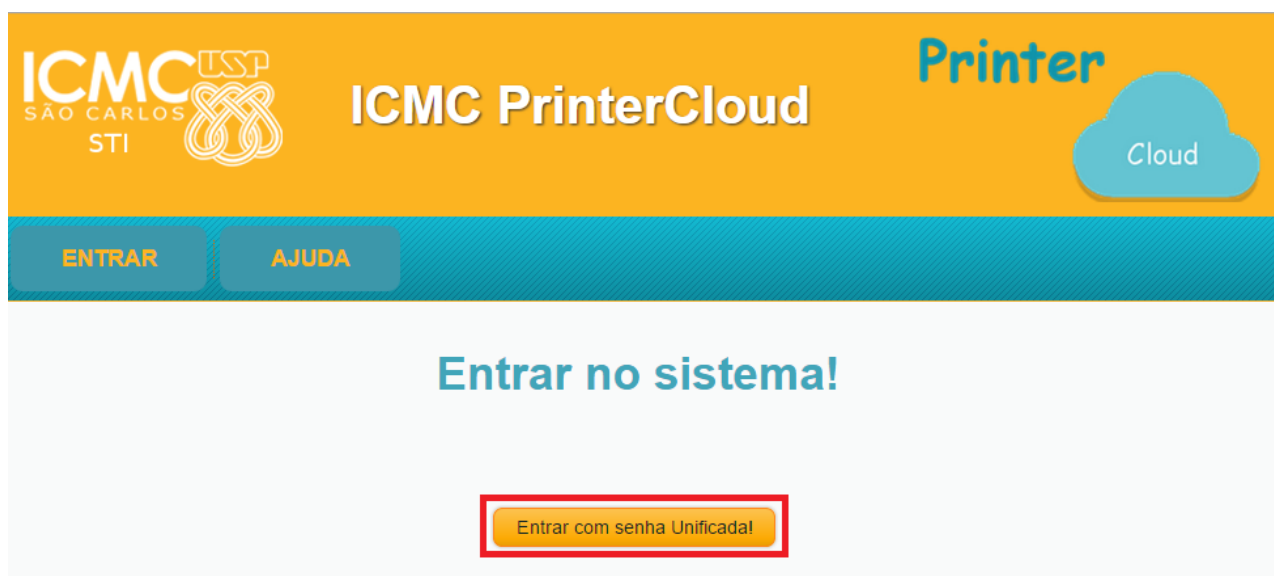 ICMC USP
SÃO CARLOS
STI
ICMC PrinterCloud
Printer
Cloud
ENTRAR
AJUDA
Entrar no sistema!
Entrar com senha Unificada!